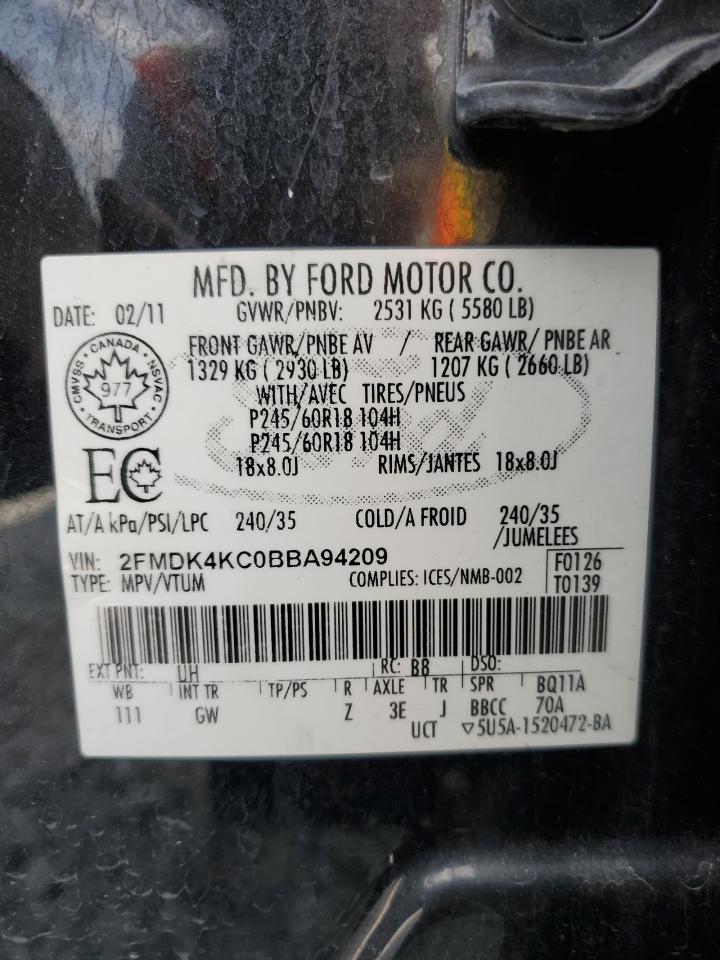 MFD. BY FORD MOTOR CO.
DATE: 02/11 GVWR/PNBV: 2531 KG ( 5580 LB)
FRONT GAWR/PNBE AV / REAR GAWR/ PNBE AR
1329 KG ( 2930 LB) 1207 KG ( 2660 LB)
WITH/AVEC TIRES/PNEUS
CMVSS • CANADA • NSVAC • TRANSPORT •
977
P245/60R18 104H
P245/60R18 104H
EC
18x8.0J RIMS/JANTES 18x8.0J
AT/A kPa/PSI/LPC 240/35 COLD/A FROID 240/35
/JUMELEES
VIN: 2FMDK4KC0BBA94209 F0126
TYPE: MPV/VTUM COMPLIES: ICES/NMB-002 T0139
EXT PNT: UH RC: B8 DSO:
WB INT TR TP/PS R AXLE TR SPR BQ11A
111 GW Z 3E J BBCC 70A
UCT ▽5U5A-1520472-BA